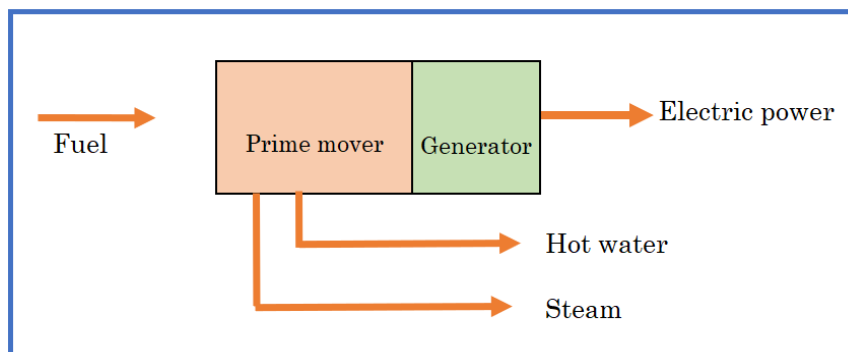 Fuel
Prime mover
Generator
Electric power
Hot water
Steam